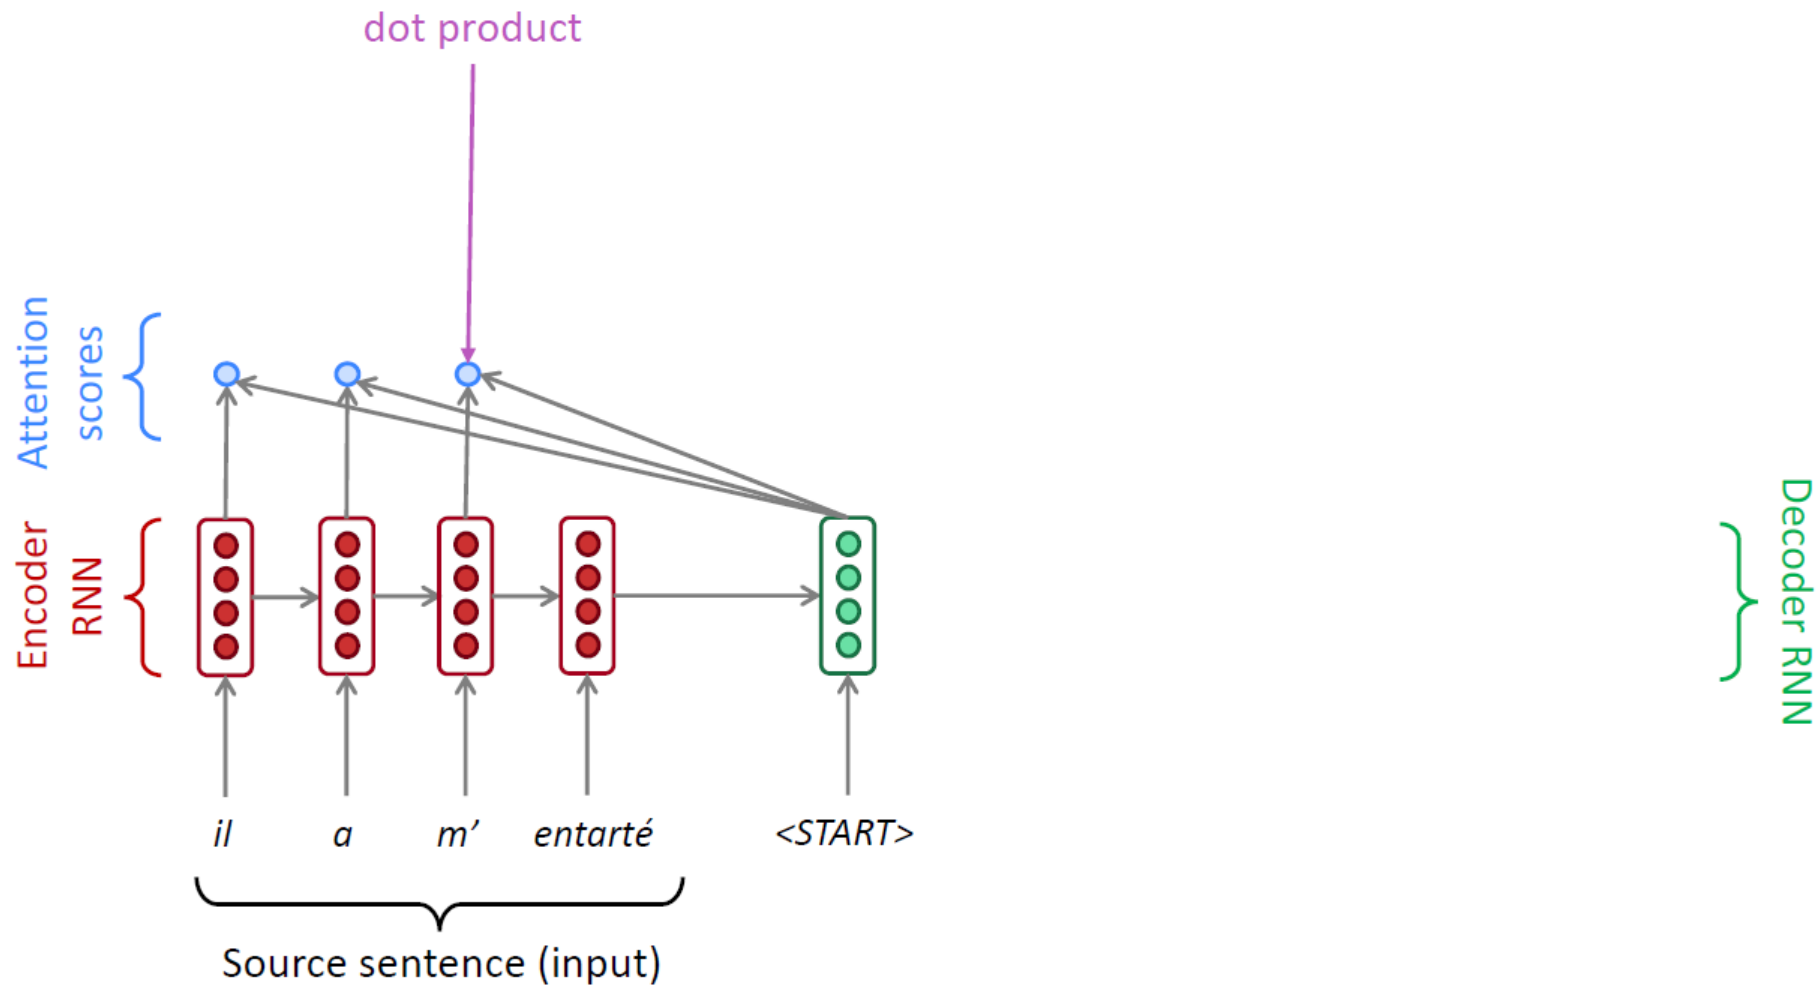 dot product
Attention
scores
Encoder
RNN
Decoder RNN
il a m’ entarté <START>
Source sentence (input)